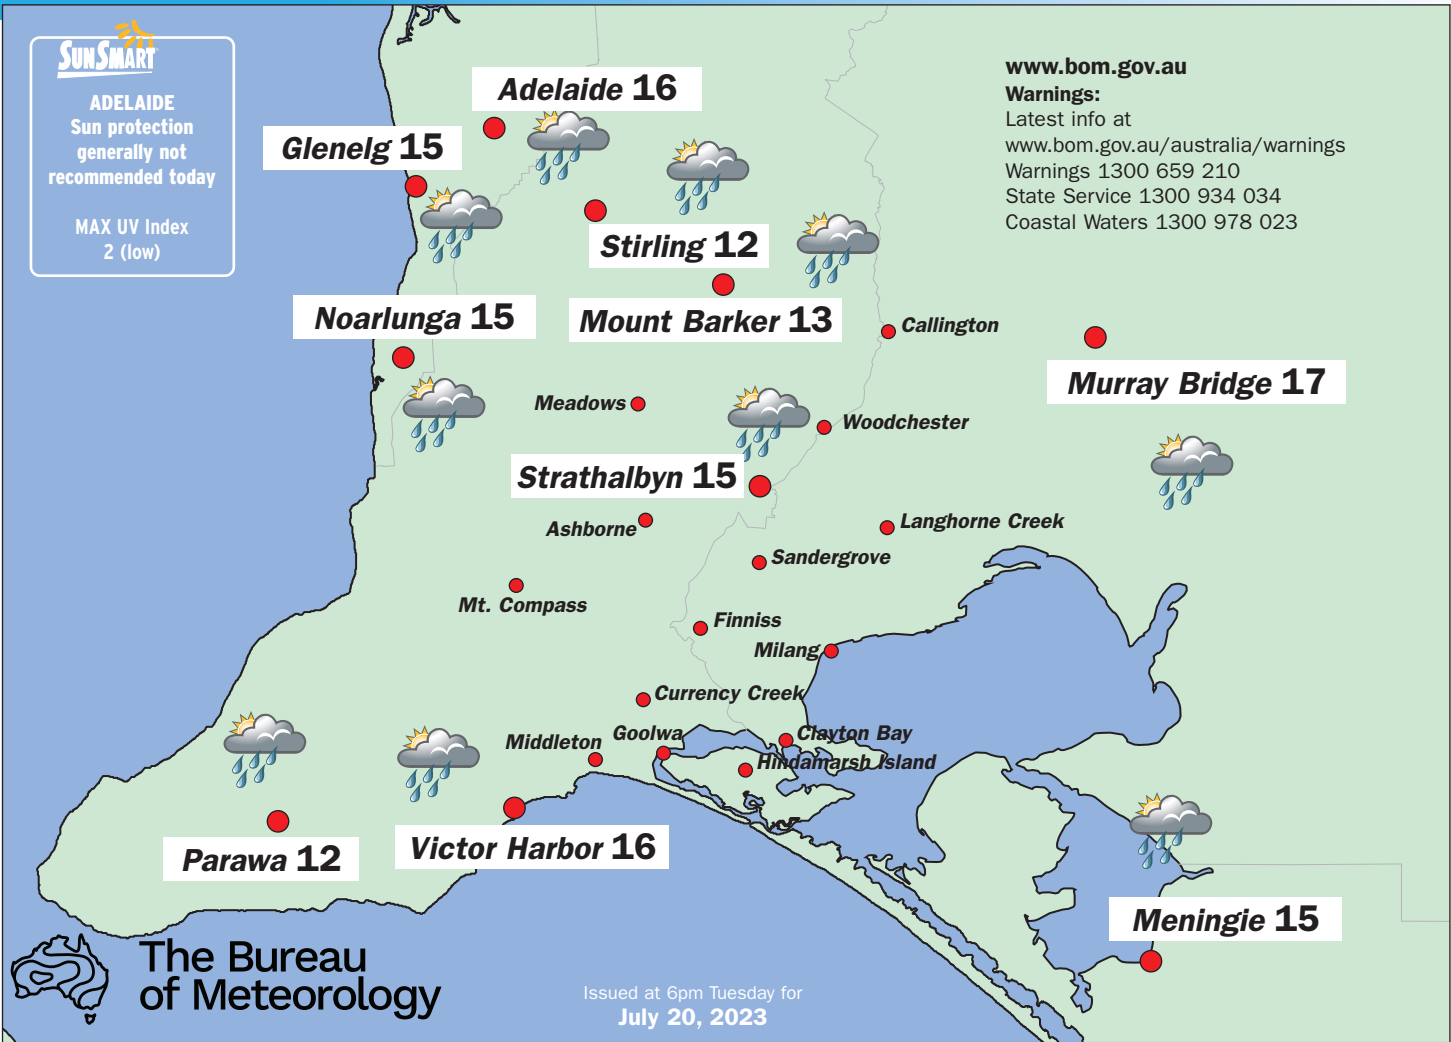 SUNSMART
ADELAIDE
Sun protection
generally not
recommended today
MAX UV Index
2 (low)
www.bom.gov.au
Warnings:
Latest info at
www.bom.gov.au/australia/warnings
Warnings 1300 659 210
State Service 1300 934 034
Coastal Waters 1300 978 023
Adelaide 16
Glenelg 15
Stirling 12
Noarlunga 15
Mount Barker 13
Callington
Murray Bridge 17
Meadows
Woodchester
Strathalbyn 15
Ashborne
Langhorne Creek
Sandergrove
Mt. Compass
Finniss
Milang
Currency Creek
Goolwa
Clayton Bay
Middleton
Hindamarsh Island
Victor Harbor 16
Parawa 12
Meningie 15
The Bureau
of Meteorology
Issued at 6pm Tuesday for
July 20, 2023